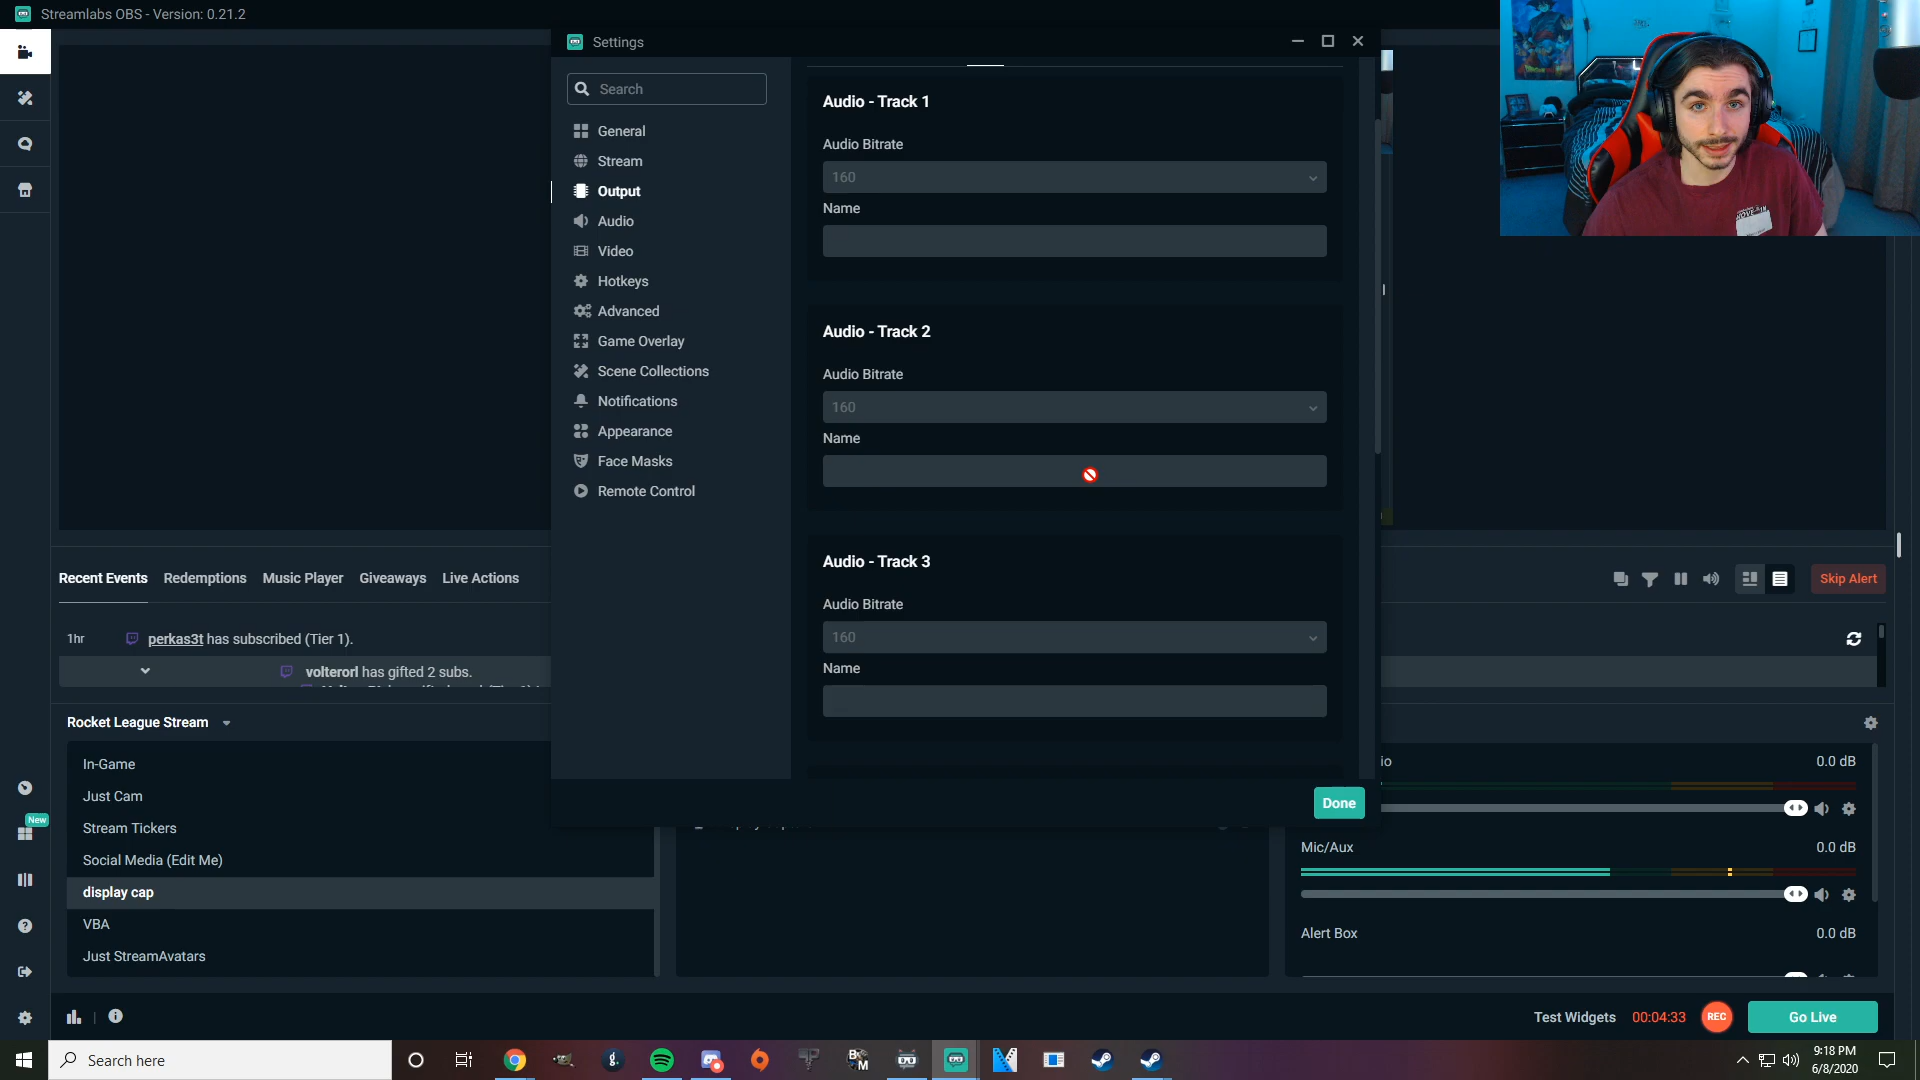 Streamlabs OBS - Version: 0.21.2
Settings
Search
General
Stream
Output
Audio
Video
Hotkeys
Advanced
Game Overlay
Scene Collections
Notifications
Appearance
Face Masks
Remote Control
Audio - Track 1
Audio Bitrate
160
Name
Audio - Track 2
Audio Bitrate
160
Name
Audio - Track 3
Audio Bitrate
160
Name
Done
Recent Events Redemptions Music Player Giveaways Live Actions
Skip Alert
1hr perkas3t has subscribed (Tier 1).
volterorl has gifted 2 subs.
Rocket League Stream
In-Game
Just Cam
Stream Tickers
Social Media (Edit Me)
display cap
VBA
Just StreamAvatars
New
io 0.0 dB
Mic/Aux 0.0 dB
Alert Box 0.0 dB
Test Widgets 00:04:33 REC Go Live
Search here
9:18 PM
6/8/2020